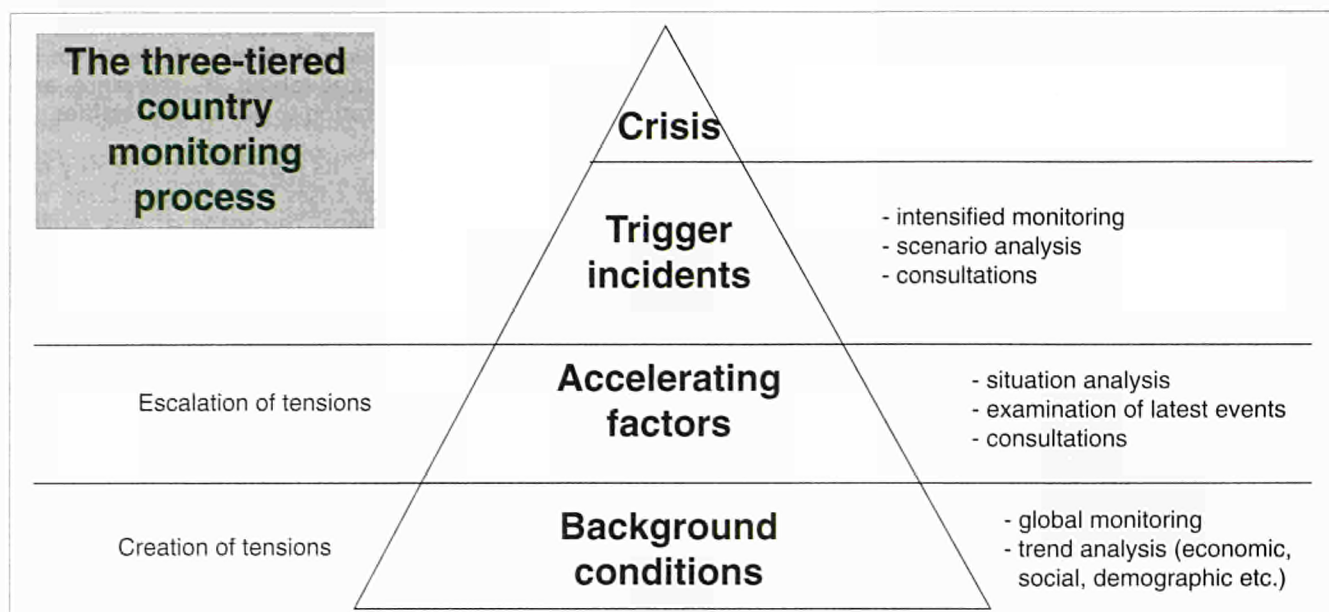 The three-tiered
country
monitoring
process
Crisis
Trigger
incidents
- intensified monitoring
- scenario analysis
- consultations
Escalation of tensions
Accelerating
factors
- situation analysis
- examination of latest events
- consultations
Creation of tensions
Background
conditions
- global monitoring
- trend analysis (economic,
social, demographic etc.)